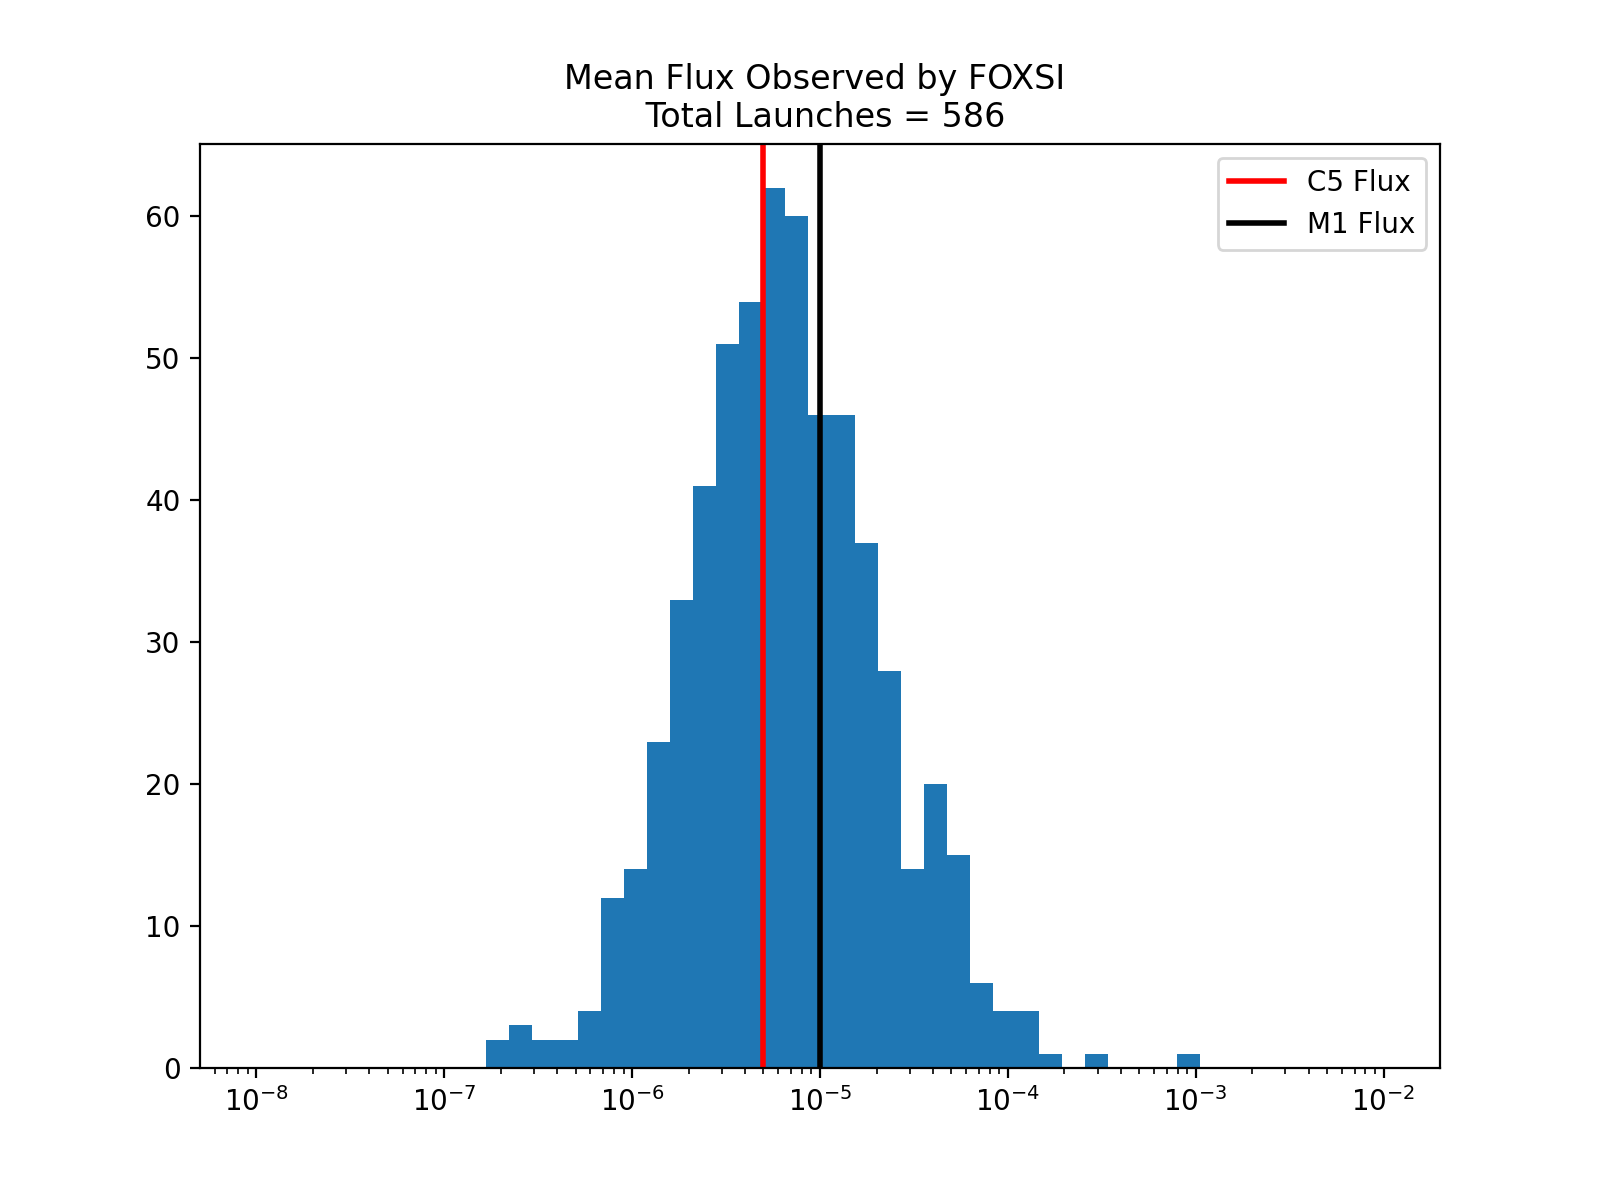 Mean Flux Observed by FOXSI
Total Launches = 586
C5 Flux
M1 Flux
60
50
40
30
20
10
0
10⁻⁸ 10⁻⁷ 10⁻⁶ 10⁻⁵ 10⁻⁴ 10⁻³ 10⁻²